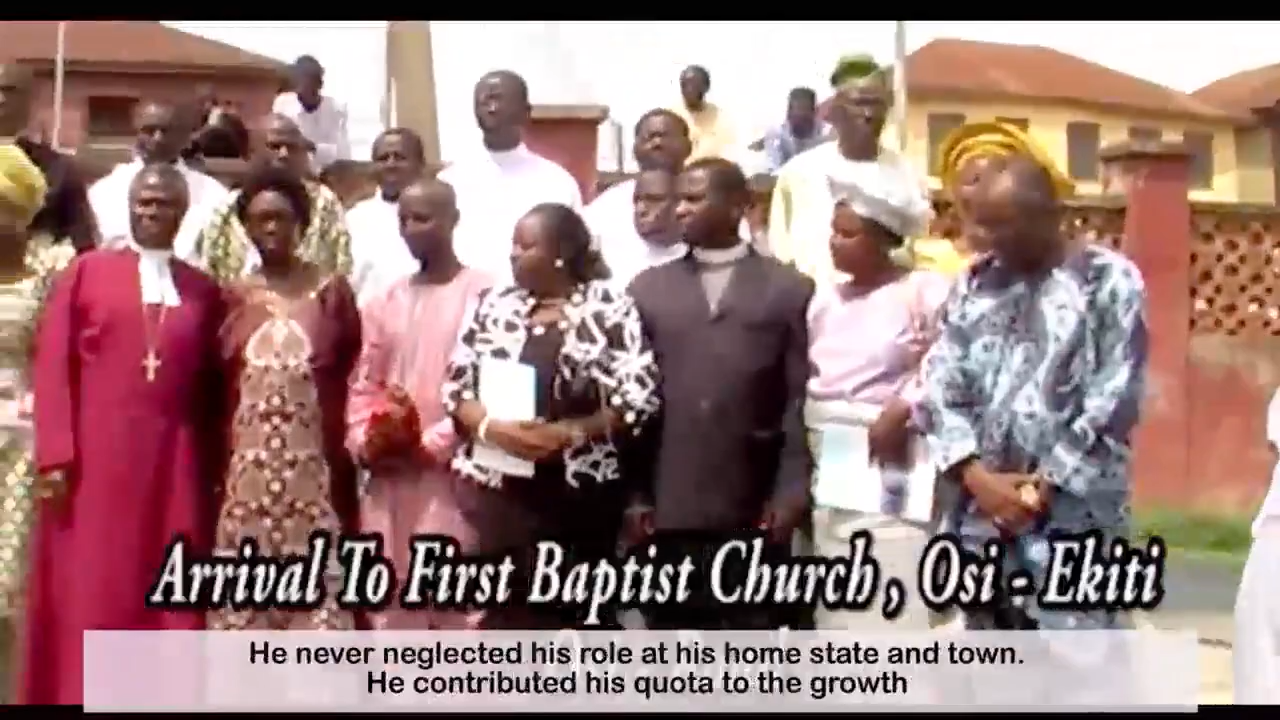 Arrival To First Baptist Church, Osi - Ekiti
He never neglected his role at his home state and town.
He contributed his quota to the growth